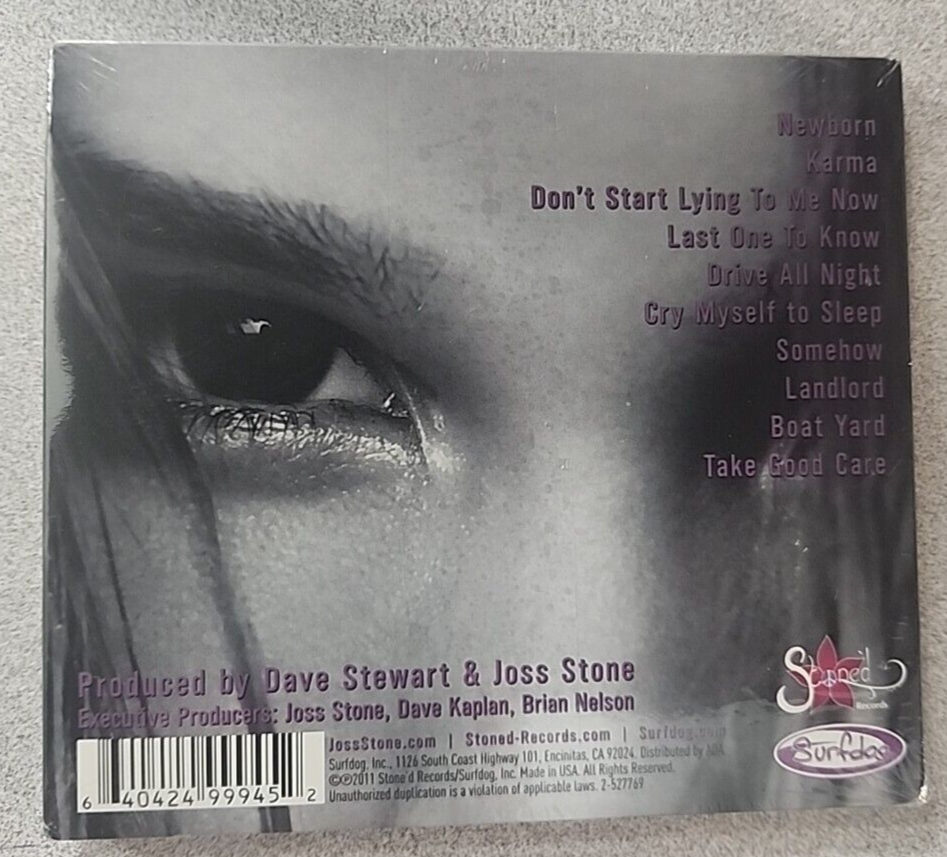 Newborn
Karma
Don't Start Lying To Me Now
Last One To Know
Drive All Night
Cry Myself to Sleep
Somehow
Landlord
Boat Yard
Take Good Care
Produced by Dave Stewart & Joss Stone
Executive Producers: Joss Stone, Dave Kaplan, Brian Nelson
JossStone.com | Stoned-Records.com | Surfdog.com
Surfdog, Inc., 1126 South Coast Highway 101, Encinitas, CA 92024. Distributed by ADA.
©℗2011 Stone'd Records/Surfdog, Inc. Made in USA. All Rights Reserved.
Unauthorized duplication is a violation of applicable laws. 2-527769
6 40424 99945 2
Stone'd
Records
Surfdog